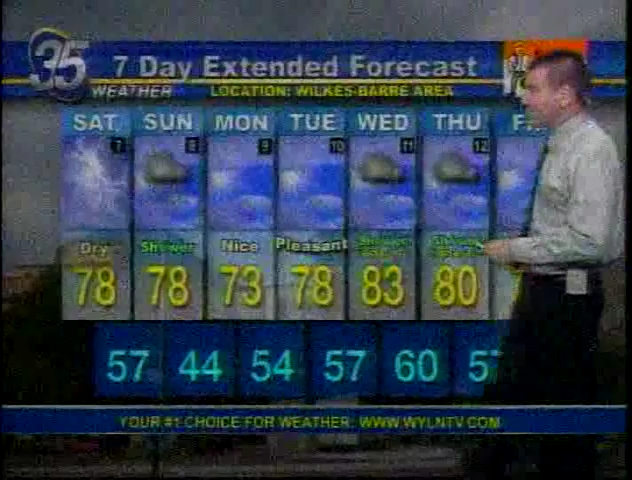 35
7 Day Extended Forecast
WEATHER
LOCATION: WILKES-BARRE AREA
SAT SUN MON TUE WED THU
7 8 9 10 11 12
Dry Shower Nice Pleasant
78 78 73 78 83 80
57 44 54 57 60 57
YOUR #1 CHOICE FOR WEATHER: WWW.WYLNTV.COM